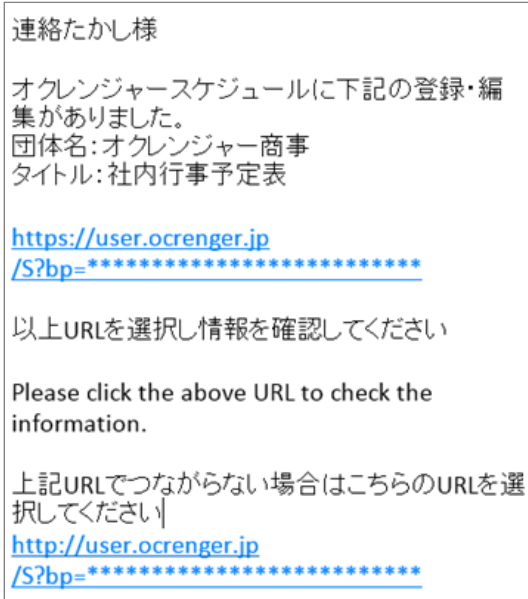 連絡たかし様
オクレンジャースケジュールに下記の登録・編
集がありました。
団体名：オクレンジャー商事
タイトル：社内行事予定表
https://user.ocrenger.jp
/S?bp=**************************
以上URLを選択し情報を確認してください
Please click the above URL to check the
information.
上記URLでつながらない場合はこちらのURLを選
択してください
http://user.ocrenger.jp
/S?bp=**************************